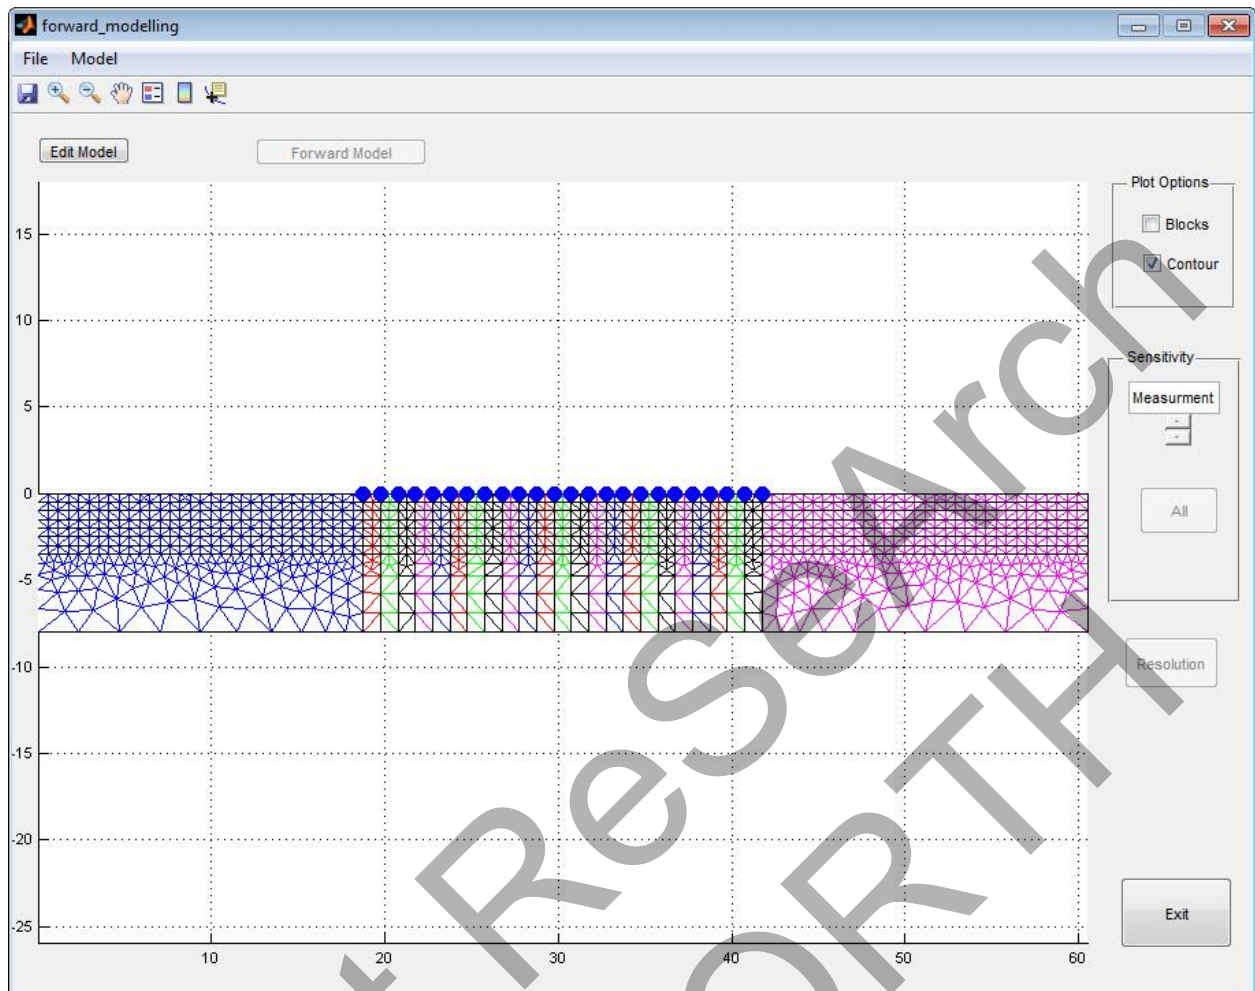 forward_modelling
File Model
Edit Model
Forward Model
Plot Options
Blocks
Contour
Sensitivity
Measurment
All
Resolution
Exit
15
10
5
0
-5
-10
-15
-20
-25
10 20 30 40 50 60
t ReSeArch
ORTH